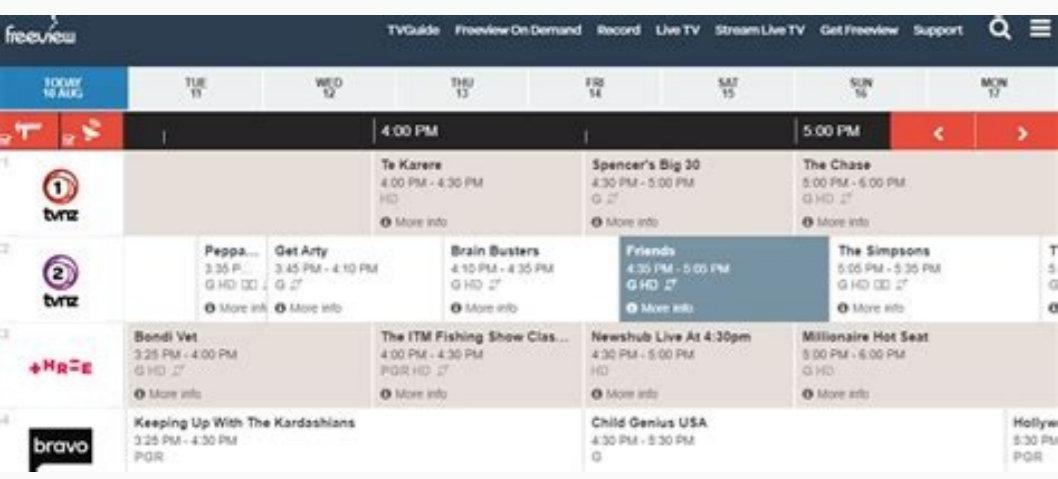 freeview
TVGuide Freeview On Demand Record Live TV Stream Live TV Get Freeview Support
TODAY
10 AUG
TUE
11
WED
12
THU
13
FRI
14
SAT
15
SUN
16
MON
17
4:00 PM
5:00 PM
1
tvnz
Te Karere
4:00 PM - 4:30 PM
HD
More info
Spencer's Big 30
4:30 PM - 5:00 PM
G
More info
The Chase
5:00 PM - 6:00 PM
G HD
More info
2
tvnz
Peppa...
3:35 P...
G HD
More inf
Get Arty
3:45 PM - 4:10 PM
G
More info
Brain Busters
4:10 PM - 4:35 PM
G HD
More info
Friends
4:35 PM - 5:05 PM
G HD
More info
The Simpsons
5:05 PM - 5:35 PM
G HD
More info
T
5
G
+HR=E
Bondi Vet
3:25 PM - 4:00 PM
G HD
More info
The ITM Fishing Show Clas...
4:00 PM - 4:30 PM
PGR HD
More info
Newshub Live At 4:30pm
4:30 PM - 5:00 PM
HD
More info
Millionaire Hot Seat
5:00 PM - 6:00 PM
G HD
More info
bravo
Keeping Up With The Kardashians
3:25 PM - 4:30 PM
PGR
Child Genius USA
4:30 PM - 5:30 PM
G
Hollyw
5:30 PM
PGR